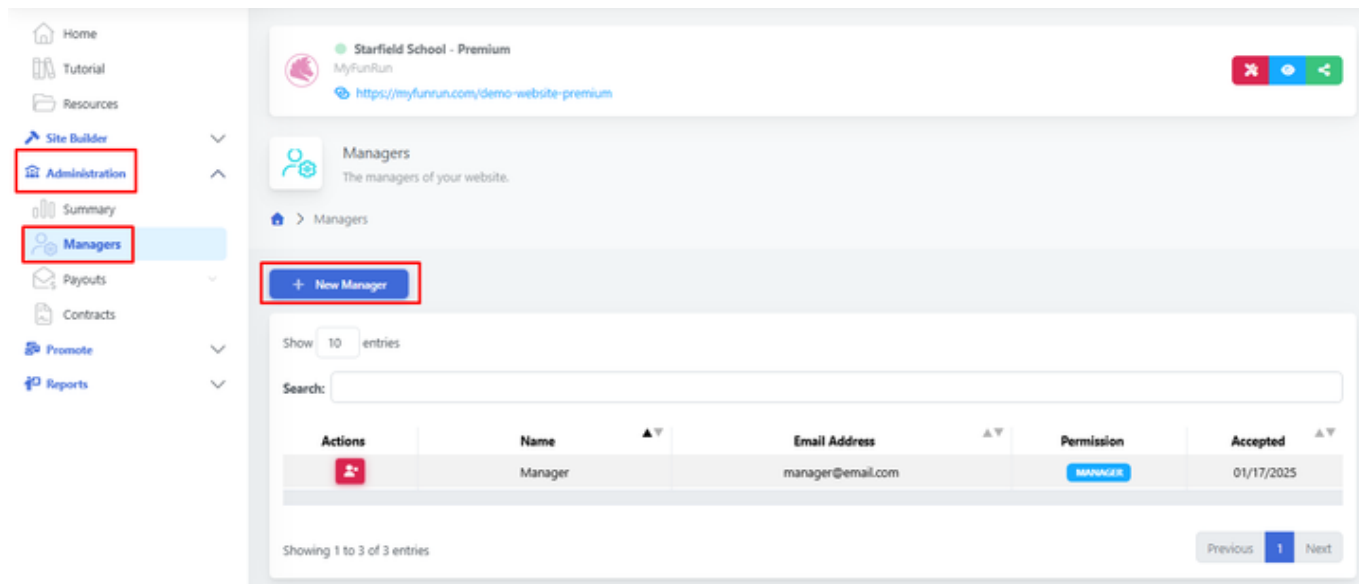 Home
Tutorial
Resources
Site Builder
Administration
Summary
Managers
Payouts
Contracts
Promote
Reports
Starfield School - Premium
MyFunRun
https://myfunrun.com/demo-website-premium
Managers
The managers of your website.
> Managers
+ New Manager
Show 10 entries
Search:
Actions Name Email Address Permission Accepted
Manager manager@email.com MANAGER 01/17/2025
Showing 1 to 3 of 3 entries
Previous 1 Next